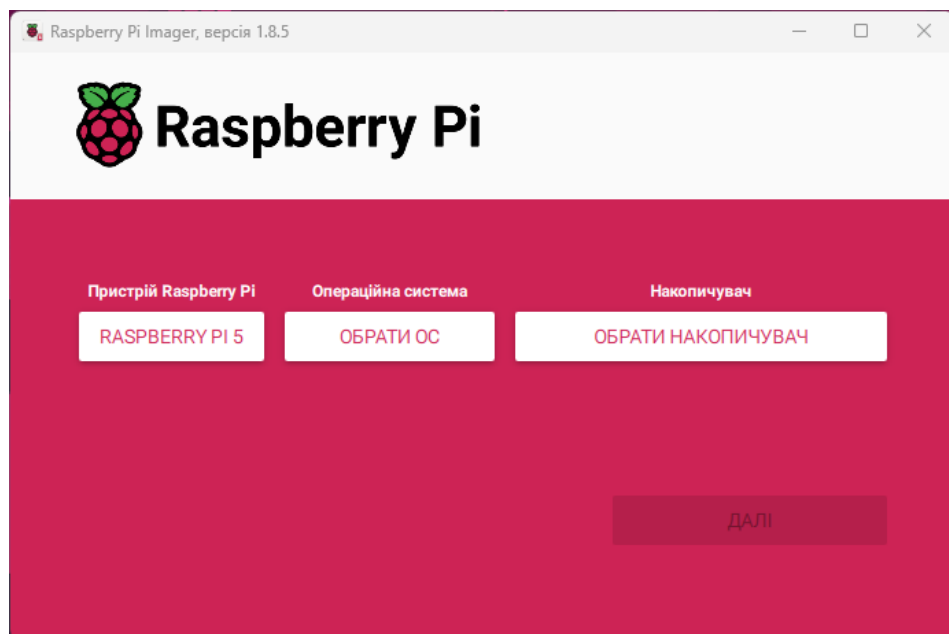 Raspberry Pi Imager, версія 1.8.5
Raspberry Pi
Пристрій Raspberry Pi
Операційна система
Накопичувач
RASPBERRY PI 5
ОБРАТИ ОС
ОБРАТИ НАКОПИЧУВАЧ
ДАЛІ